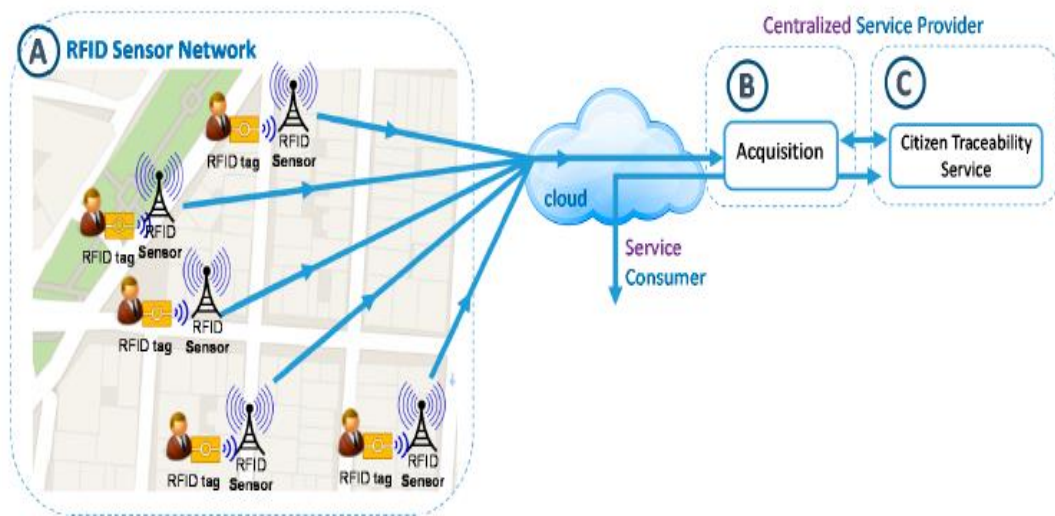 A
RFID Sensor Network
RFID tag
RFID
Sensor
RFID tag
RFID
Sensor
RFID tag
RFID
Sensor
RFID tag
RFID
Sensor
RFID tag
RFID
Sensor
cloud
Service
Consumer
Centralized Service Provider
B
Acquisition
C
Citizen Traceability
Service